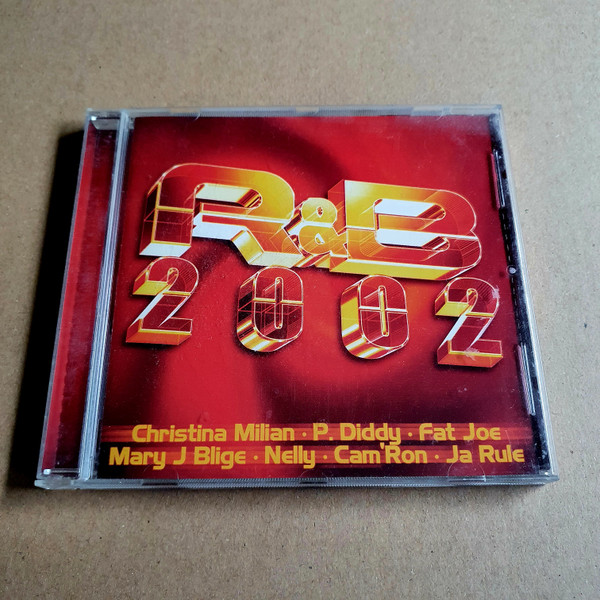 R&B
2002
Christina Milian · P. Diddy · Fat Joe
Mary J Blige · Nelly · Cam'Ron · Ja Rule